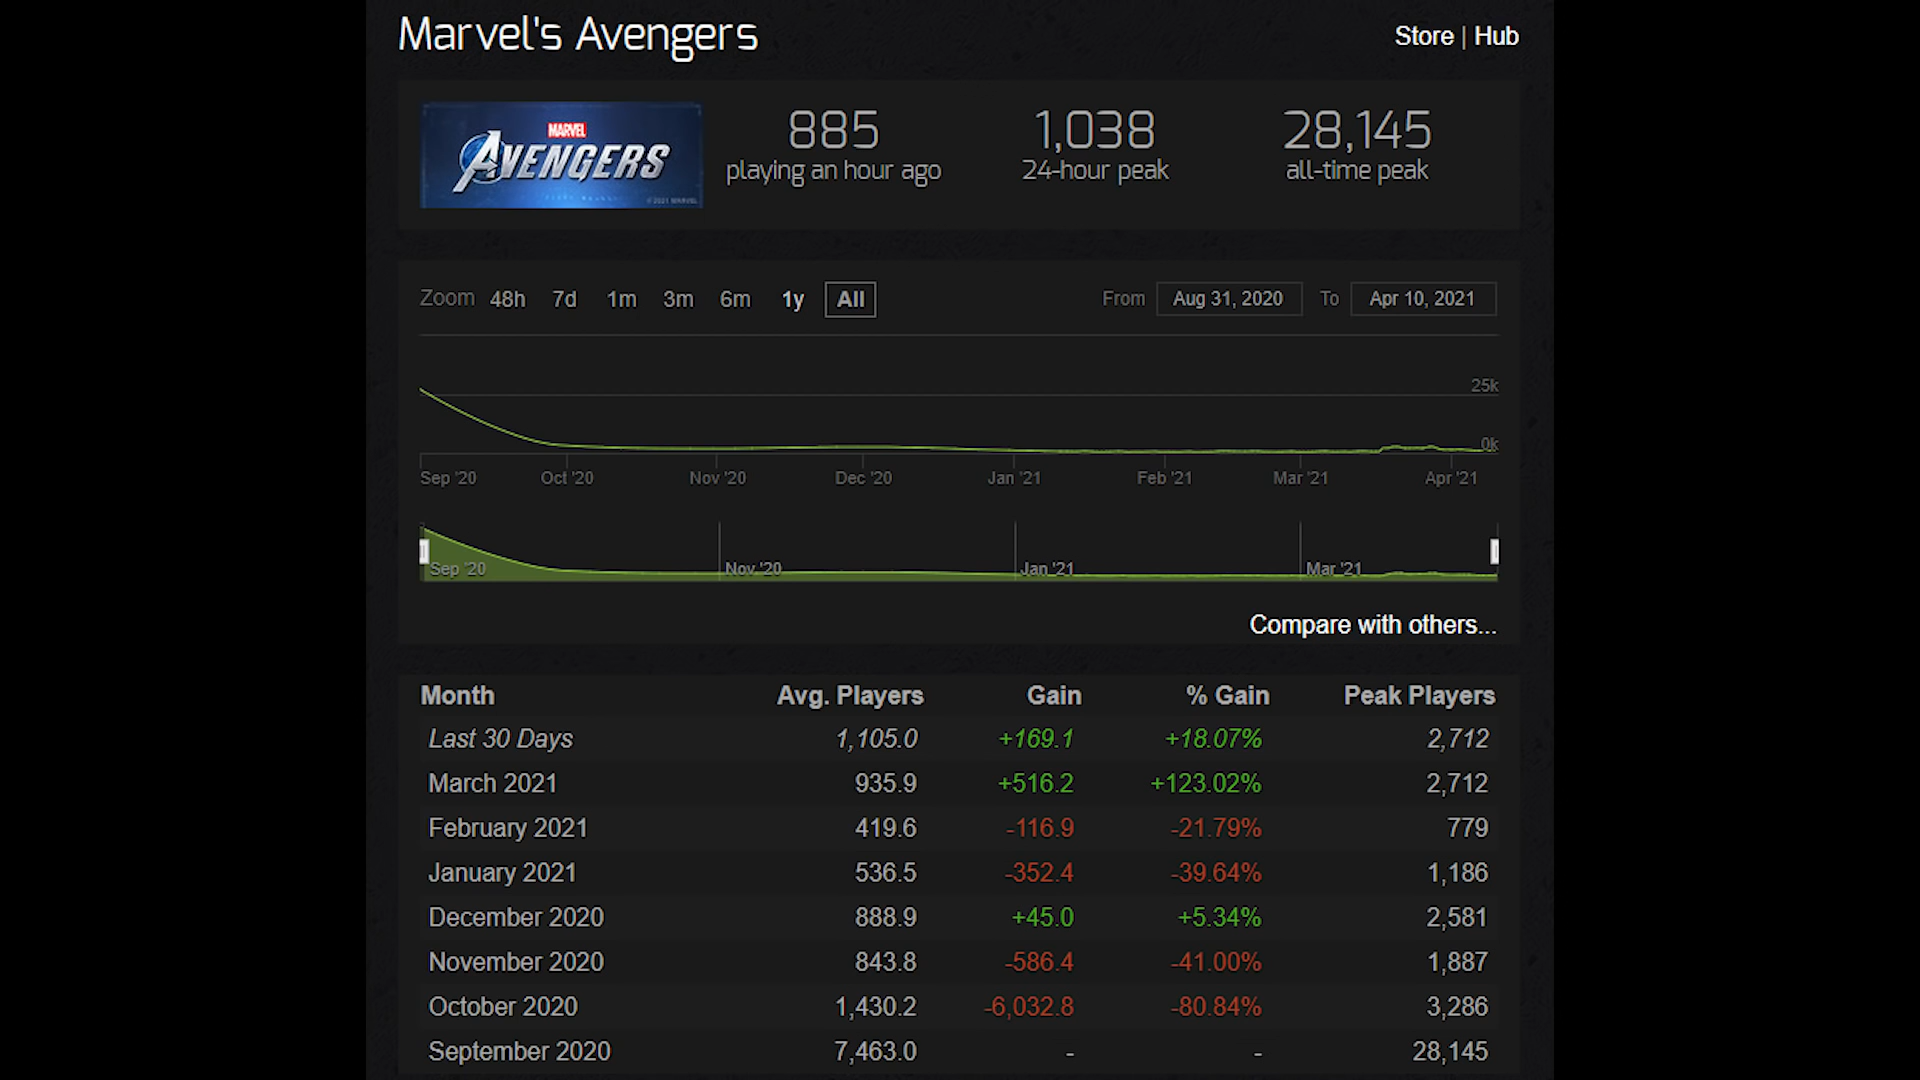 Marvel's Avengers
Store | Hub
MARVEL
AVENGERS
© 2021 MARVEL
885
playing an hour ago
1,038
24-hour peak
28,145
all-time peak
Zoom 48h 7d 1m 3m 6m 1y All
From Aug 31, 2020 To Apr 10, 2021
25k
0k
Sep '20 Oct '20 Nov '20 Dec '20 Jan '21 Feb '21 Mar '21 Apr '21
Sep '20 Nov '20 Jan '21 Mar '21
Compare with others...
Month Avg. Players Gain % Gain Peak Players
Last 30 Days 1,105.0 +169.1 +18.07% 2,712
March 2021 935.9 +516.2 +123.02% 2,712
February 2021 419.6 -116.9 -21.79% 779
January 2021 536.5 -352.4 -39.64% 1,186
December 2020 888.9 +45.0 +5.34% 2,581
November 2020 843.8 -586.4 -41.00% 1,887
October 2020 1,430.2 -6,032.8 -80.84% 3,286
September 2020 7,463.0 - - 28,145